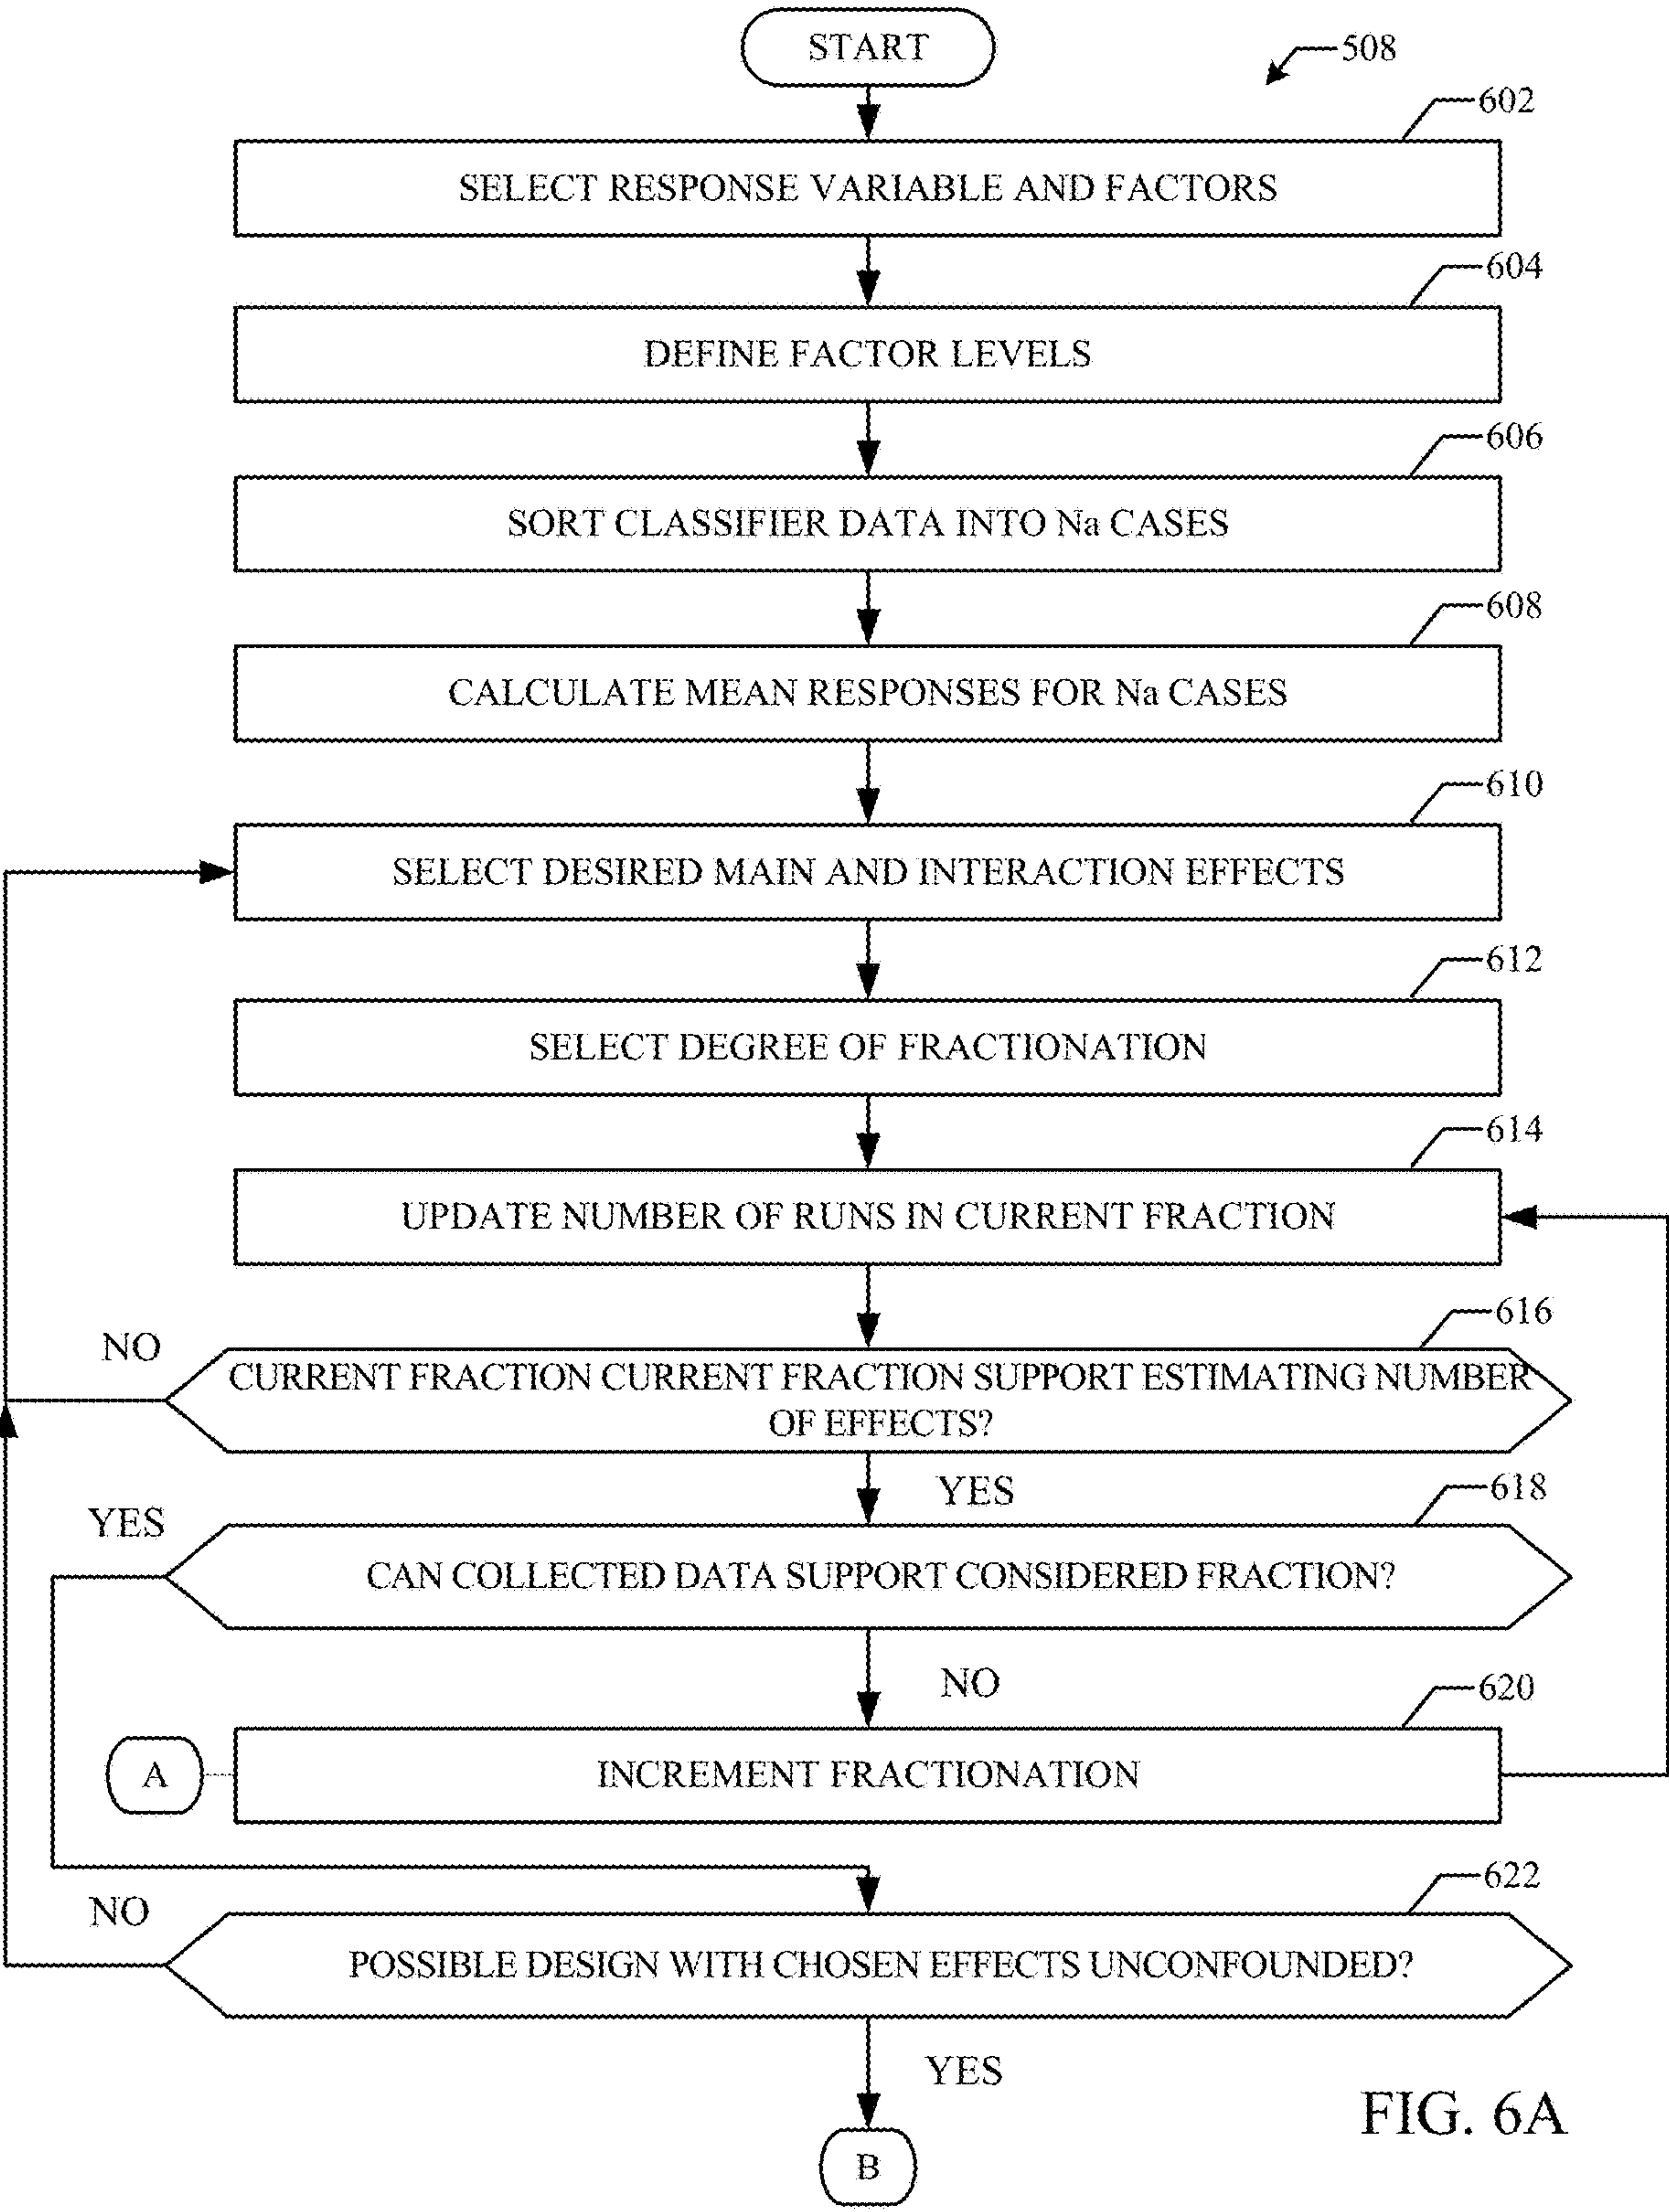 START
508
602
SELECT RESPONSE VARIABLE AND FACTORS
604
DEFINE FACTOR LEVELS
606
SORT CLASSIFIER DATA INTO Na CASES
608
CALCULATE MEAN RESPONSES FOR Na CASES
610
SELECT DESIRED MAIN AND INTERACTION EFFECTS
612
SELECT DEGREE OF FRACTIONATION
614
UPDATE NUMBER OF RUNS IN CURRENT FRACTION
616
NO
CURRENT FRACTION CURRENT FRACTION SUPPORT ESTIMATING NUMBER
OF EFFECTS?
YES
618
YES
CAN COLLECTED DATA SUPPORT CONSIDERED FRACTION?
NO
620
A
INCREMENT FRACTIONATION
622
NO
POSSIBLE DESIGN WITH CHOSEN EFFECTS UNCONFOUNDED?
YES
FIG. 6A
B